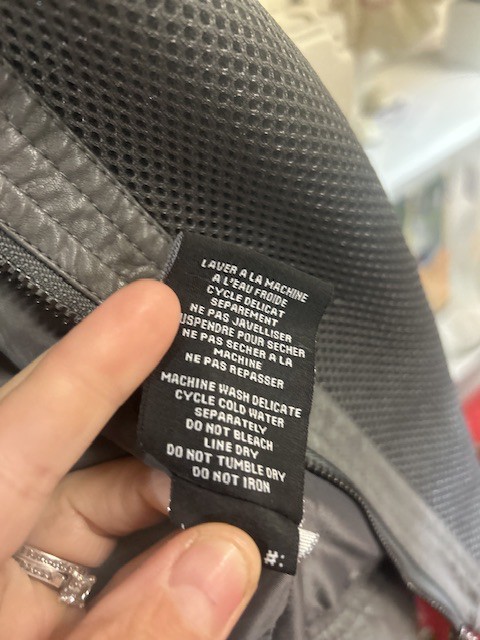 LAVER A LA MACHINE
A L'EAU FROIDE
CYCLE DELICAT
SEPAREMENT
NE PAS JAVELLISER
USPENDRE POUR SECHER
NE PAS SECHER A LA
MACHINE
NE PAS REPASSER
MACHINE WASH DELICATE
CYCLE COLD WATER
SEPARATELY
DO NOT BLEACH
LINE DRY
DO NOT TUMBLE DRY
DO NOT IRON
#: